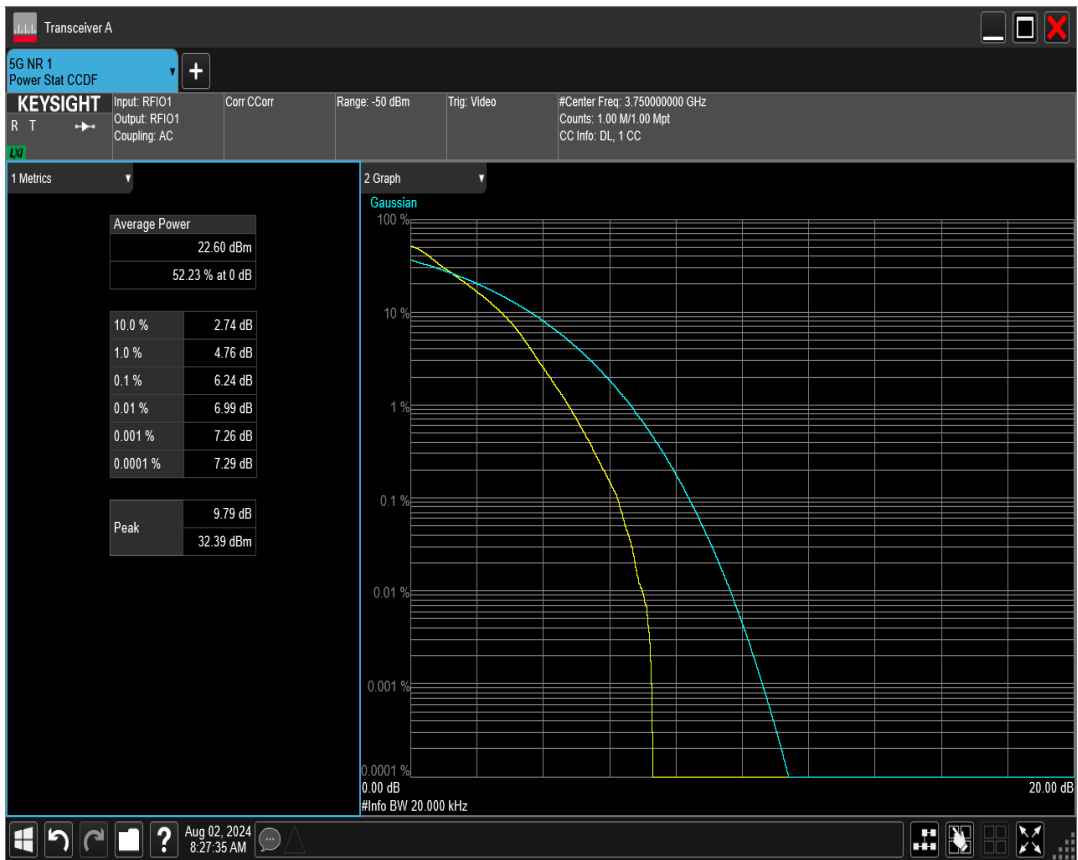 Transceiver A
5G NR 1
Power Stat CCDF
+
KEYSIGHT
R T
LXI
Input: RFIO1
Output: RFIO1
Coupling: AC
Corr CCorr
Range: -50 dBm
Trig: Video
#Center Freq: 3.750000000 GHz
Counts: 1.00 M/1.00 Mpt
CC Info: DL, 1 CC
1 Metrics
Average Power
22.60 dBm
52.23 % at 0 dB
10.0 % 2.74 dB
1.0 % 4.76 dB
0.1 % 6.24 dB
0.01 % 6.99 dB
0.001 % 7.26 dB
0.0001 % 7.29 dB
Peak
9.79 dB
32.39 dBm
2 Graph
Gaussian
100 %
10 %
1 %
0.1 %
0.01 %
0.001 %
0.0001 %
0.00 dB 20.00 dB
#Info BW 20.000 kHz
?
Aug 02, 2024
8:27:35 AM